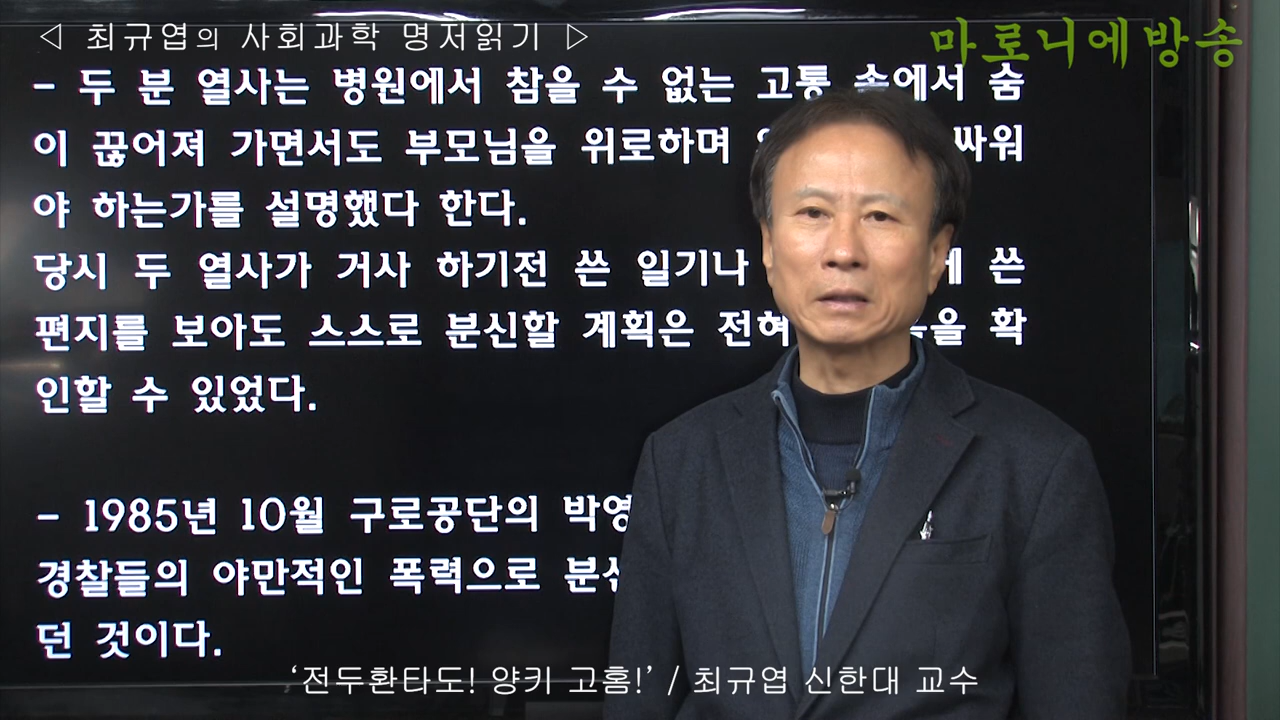 ◁ 최규엽의 사회과학 명저읽기 ▷
마로니에방송
- 두 분 열사는 병원에서 참을 수 없는 고통 속에서 숨
이 끊어져 가면서도 부모님을 위로하며 싸워
야 하는가를 설명했다 한다.
당시 두 열사가 거사 하기전 쓴 일기나 쓴
편지를 보아도 스스로 분신할 계획은 확
인할 수 있었다.
- 1985년 10월 구로공단의
경찰들의 야만적인 폭력으로
던 것이다.
‘전두환타도! 양키 고홈!’ / 최규엽 신한대 교수